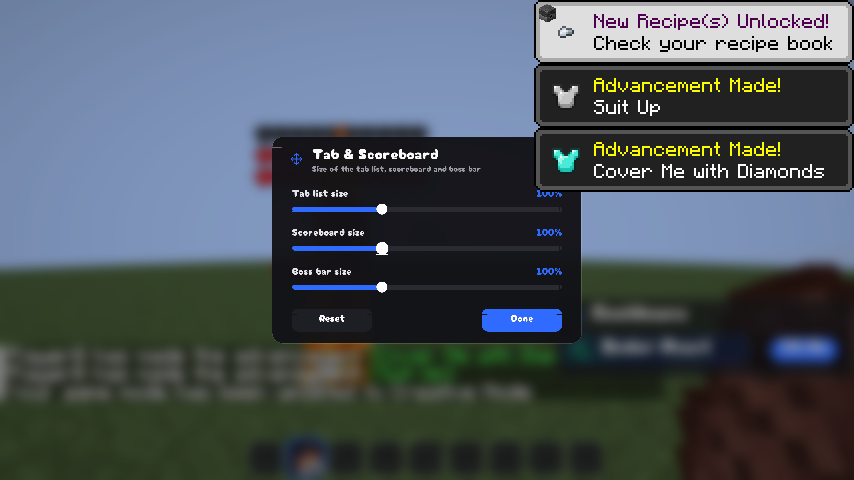 New Recipe(s) Unlocked!
Check your recipe book
Advancement Made!
Suit Up
Advancement Made!
Cover Me with Diamonds
Tab & Scoreboard
Size of the tab list, scoreboard and boss bar
Tab list size
100%
Scoreboard size
100%
Boss bar size
100%
Reset
Done